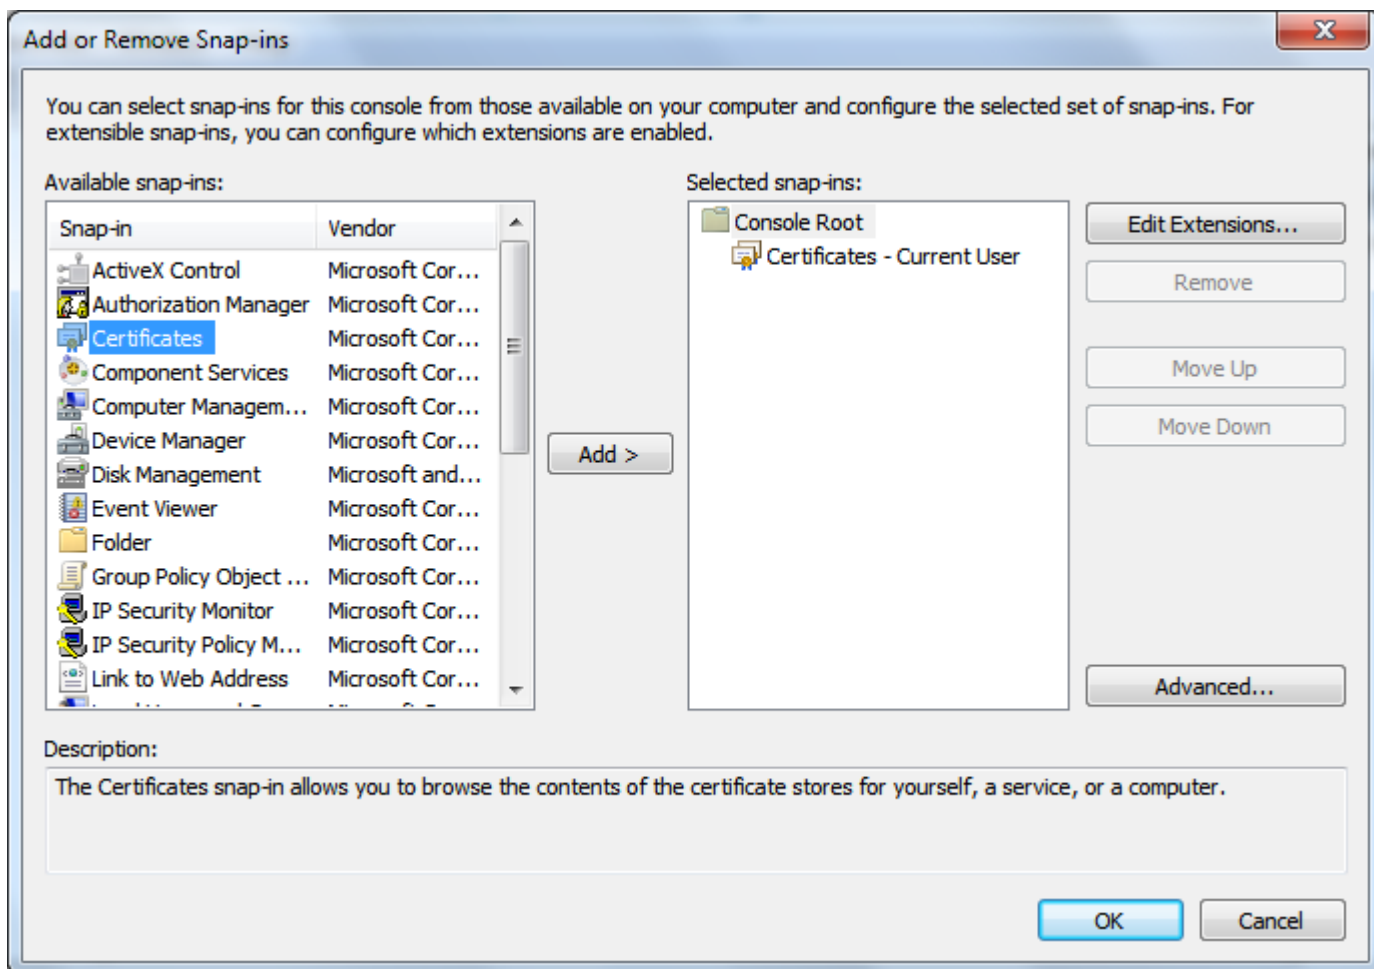 Add or Remove Snap-ins
You can select snap-ins for this console from those available on your computer and configure the selected set of snap-ins. For
extensible snap-ins, you can configure which extensions are enabled.
Available snap-ins:
Snap-in Vendor
ActiveX Control Microsoft Cor...
Authorization Manager Microsoft Cor...
Certificates Microsoft Cor...
Component Services Microsoft Cor...
Computer Managem... Microsoft Cor...
Device Manager Microsoft Cor...
Disk Management Microsoft and...
Event Viewer Microsoft Cor...
Folder Microsoft Cor...
Group Policy Object ... Microsoft Cor...
IP Security Monitor Microsoft Cor...
IP Security Policy M... Microsoft Cor...
Link to Web Address Microsoft Cor...
Add >
Selected snap-ins:
Console Root
Certificates - Current User
Edit Extensions...
Remove
Move Up
Move Down
Advanced...
Description:
The Certificates snap-in allows you to browse the contents of the certificate stores for yourself, a service, or a computer.
OK
Cancel